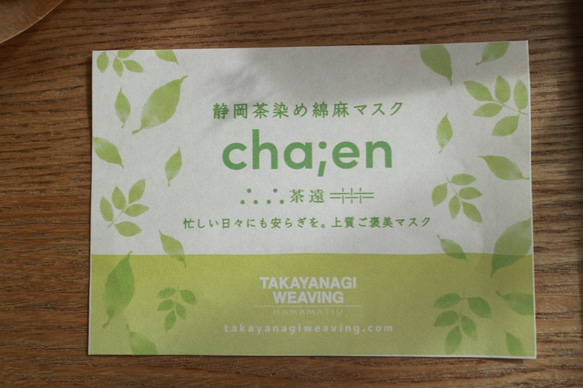 静岡茶染め綿麻マスク
cha;en
茶遠
忙しい日々にも安らぎを。上質ご褒美マスク
TAKAYANAGI
WEAVING
HAMAMATSU
takayanagiweaving.com